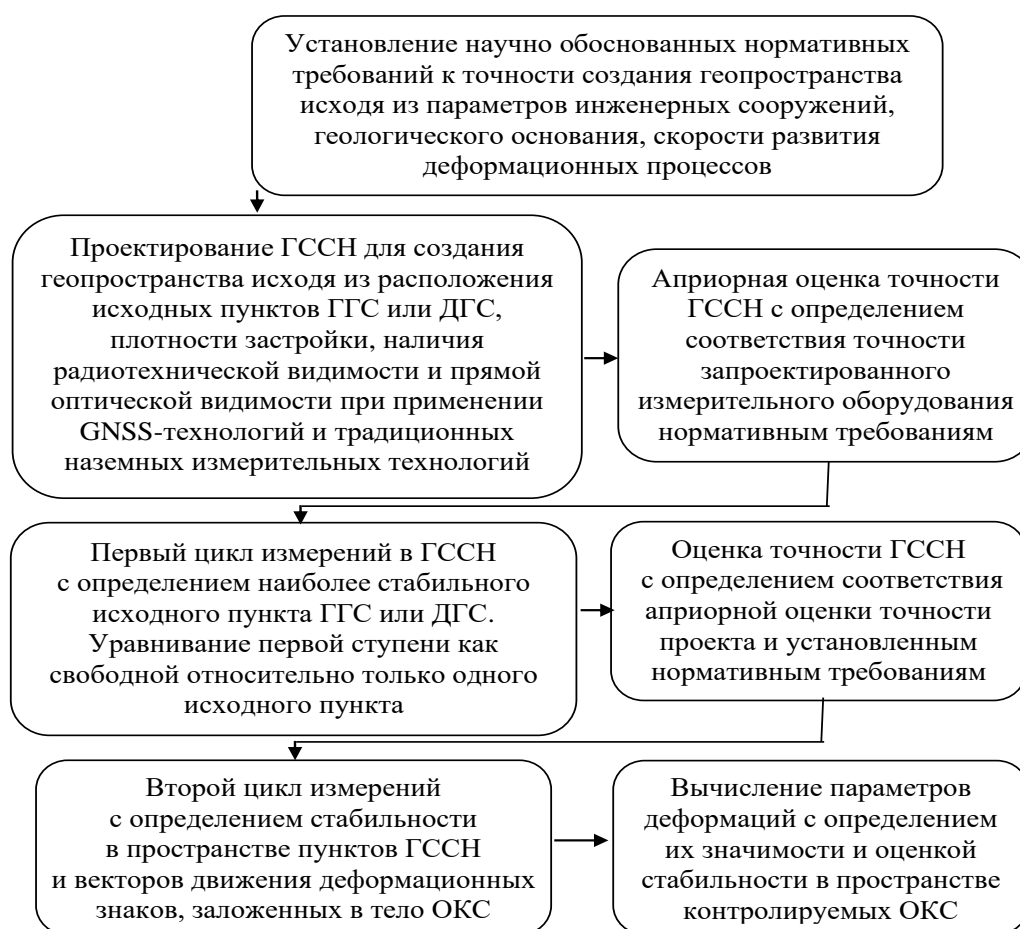 Установление научно обоснованных нормативных
требований к точности создания геопространства
исходя из параметров инженерных сооружений,
геологического основания, скорости развития
деформационных процессов
Проектирование ГССН для создания
геопространства исходя из расположения
исходных пунктов ГГС или ДГС,
плотности застройки, наличия
радиотехнической видимости и прямой
оптической видимости при применении
GNSS-технологий и традиционных
наземных измерительных технологий
Априорная оценка точности
ГССН с определением
соответствия точности
запроектированного
измерительного оборудования
нормативным требованиям
Первый цикл измерений в ГССН
с определением наиболее стабильного
исходного пункта ГГС или ДГС.
Уравнивание первой ступени как
свободной относительно только одного
исходного пункта
Оценка точности ГССН
с определением соответствия
априорной оценки точности
проекта и установленным
нормативным требованиям
Второй цикл измерений
с определением стабильности
в пространстве пунктов ГССН
и векторов движения деформационных
знаков, заложенных в тело ОКС
Вычисление параметров
деформаций с определением
их значимости и оценкой
стабильности в пространстве
контролируемых ОКС